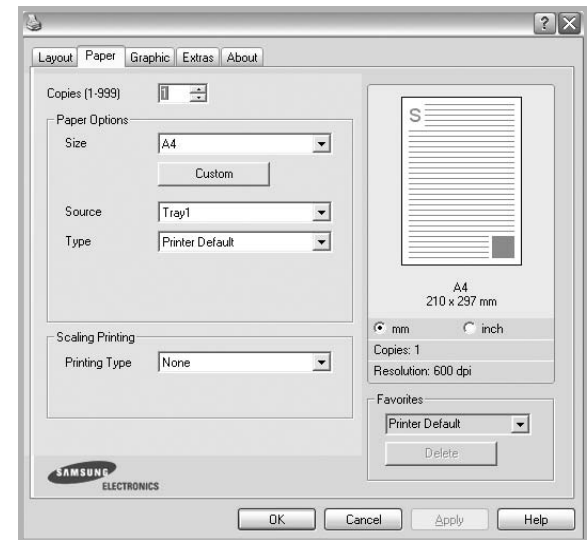 ? X
Layout Paper Graphic Extras About
Copies (1-999) 1
Paper Options
Size A4
Custom
Source Tray1
Type Printer Default
Scaling Printing
Printing Type None
SAMSUNG
ELECTRONICS
S
A4
210 x 297 mm
mm inch
Copies: 1
Resolution: 600 dpi
Favorites
Printer Default
Delete
OK Cancel Apply Help